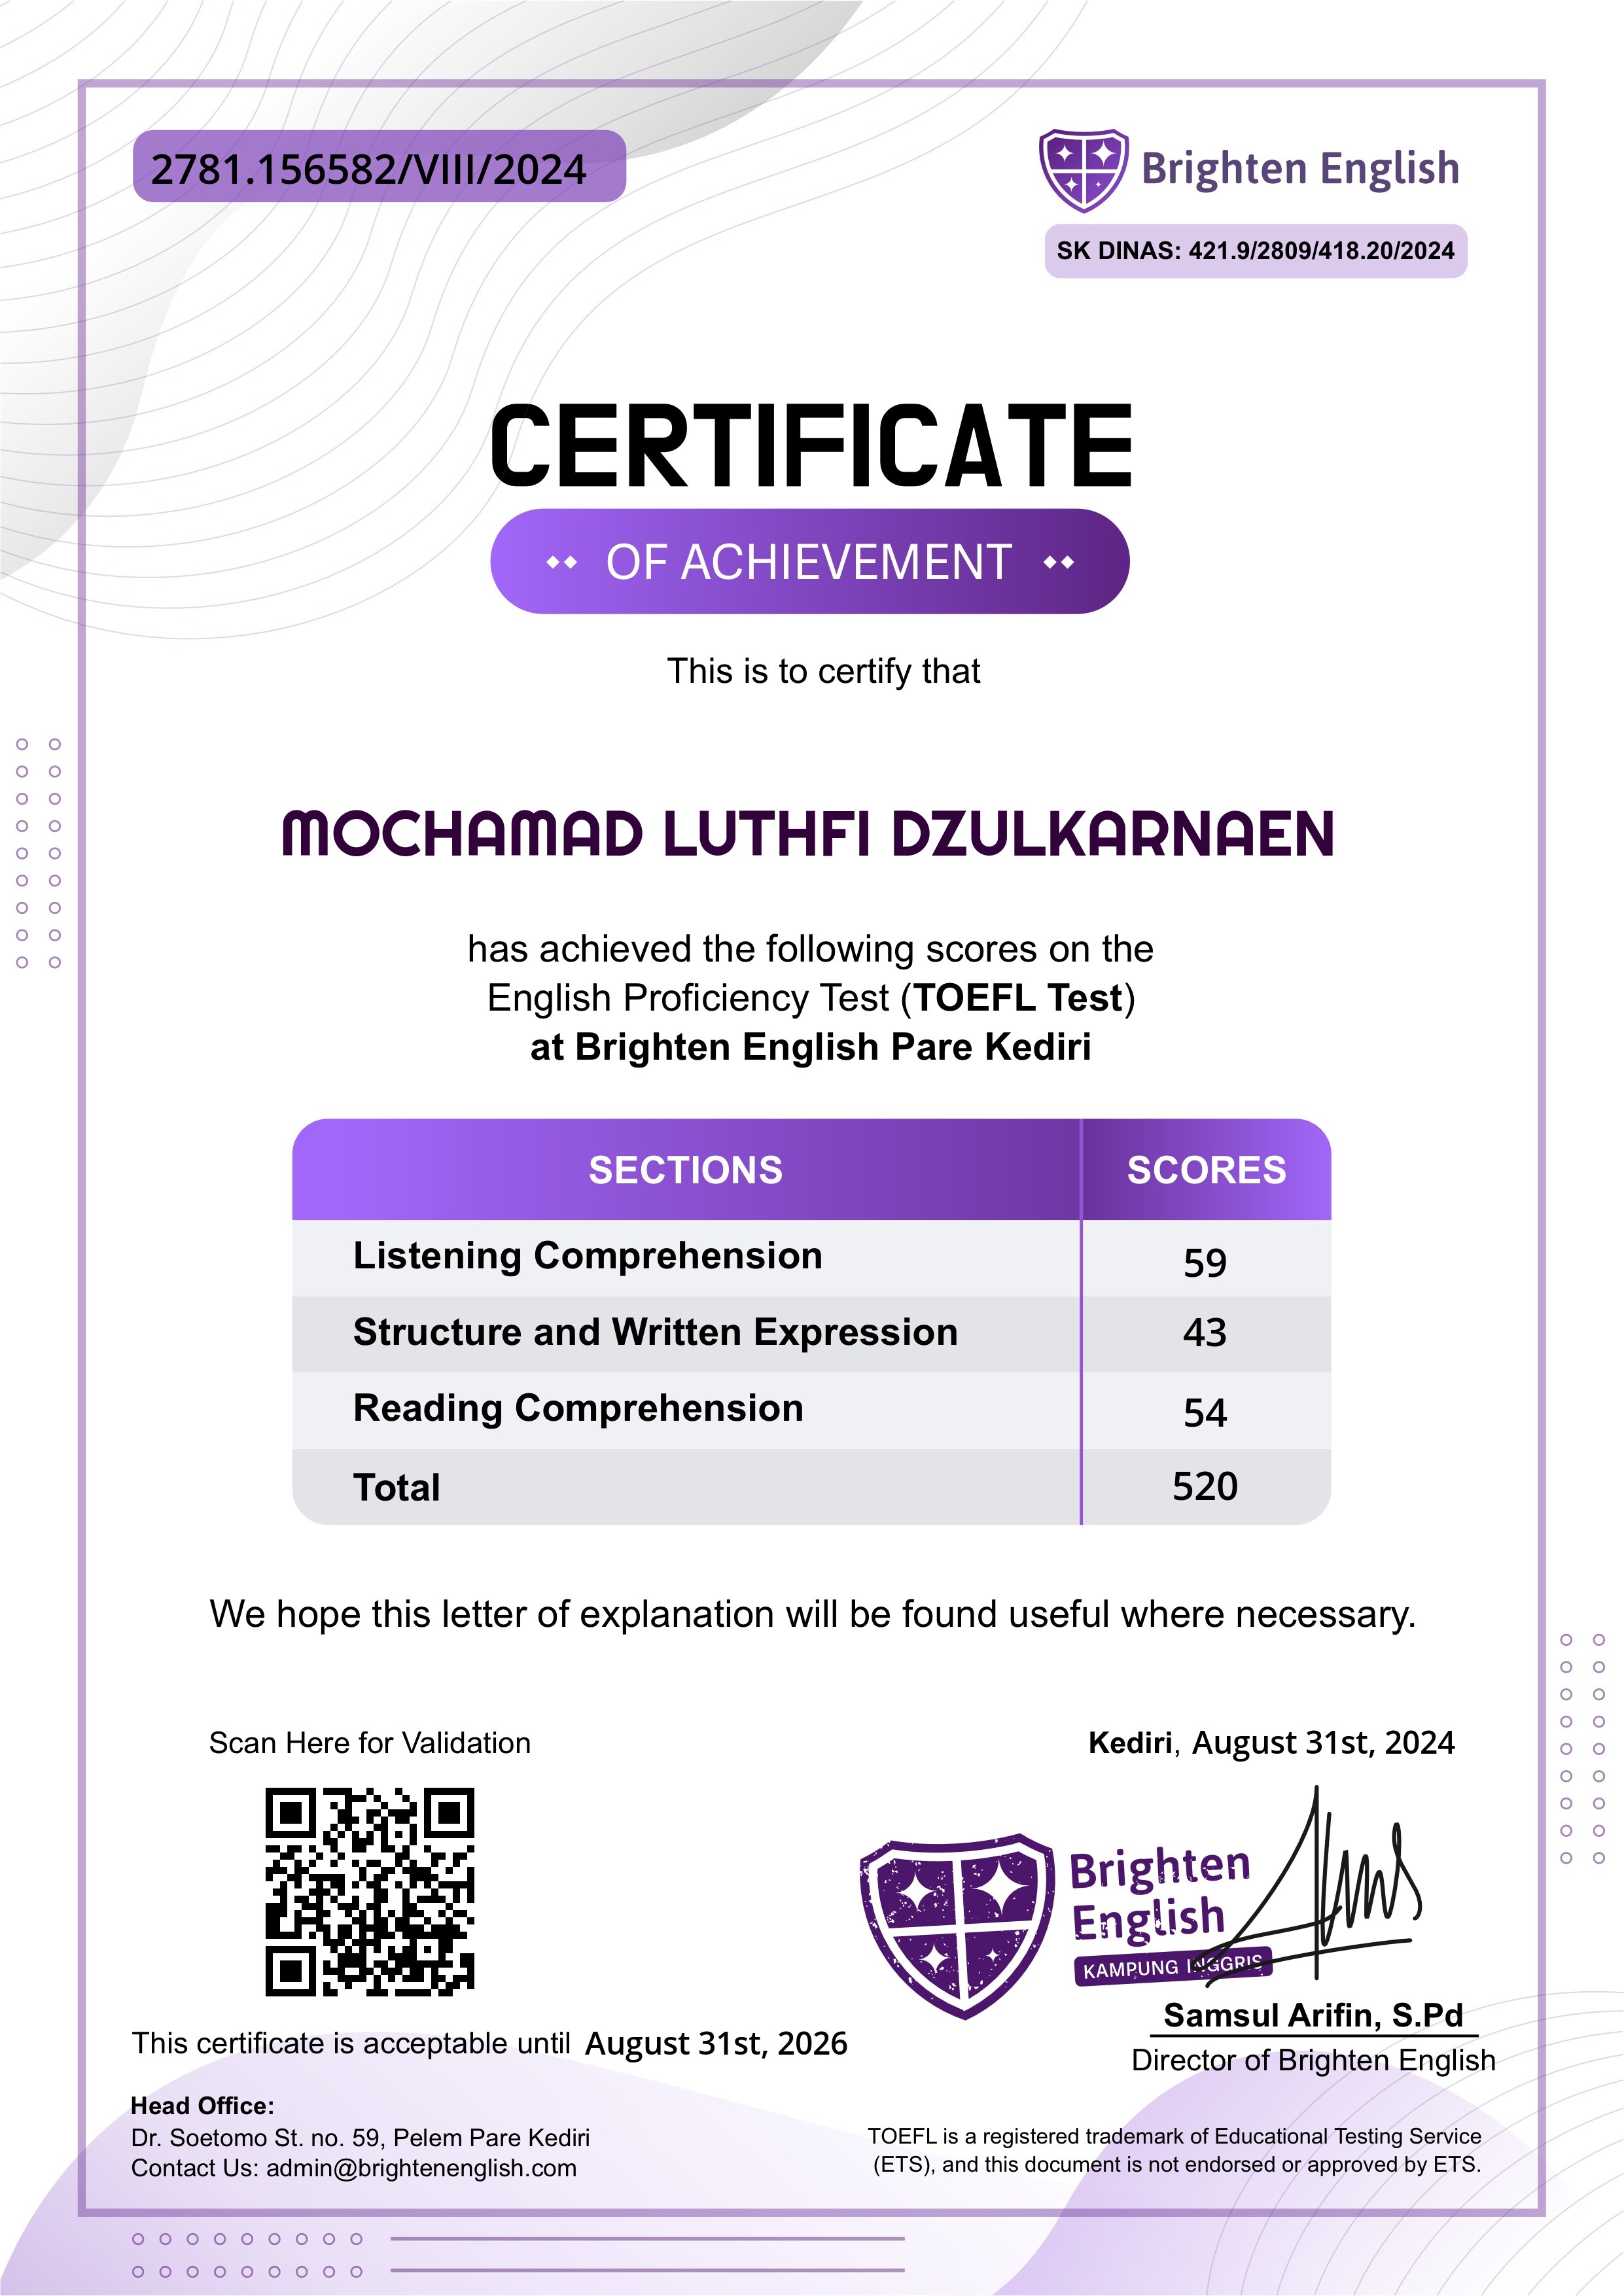 2781.156582/VIII/2024
Brighten English
SK DINAS: 421.9/2809/418.20/2024
CERTIFICATE
OF ACHIEVEMENT
This is to certify that
MOCHAMAD LUTHFI DZULKARNAEN
has achieved the following scores on the
English Proficiency Test (TOEFL Test)
at Brighten English Pare Kediri
SECTIONS SCORES
Listening Comprehension 59
Structure and Written Expression 43
Reading Comprehension 54
Total 520
We hope this letter of explanation will be found useful where necessary.
Scan Here for Validation
Kediri, August 31st, 2024
Brighten
English
KAMPUNG INGGRIS
Samsul Arifin, S.Pd
Director of Brighten English
This certificate is acceptable until August 31st, 2026
Head Office:
Dr. Soetomo St. no. 59, Pelem Pare Kediri
Contact Us: admin@brightenenglish.com
TOEFL is a registered trademark of Educational Testing Service
(ETS), and this document is not endorsed or approved by ETS.